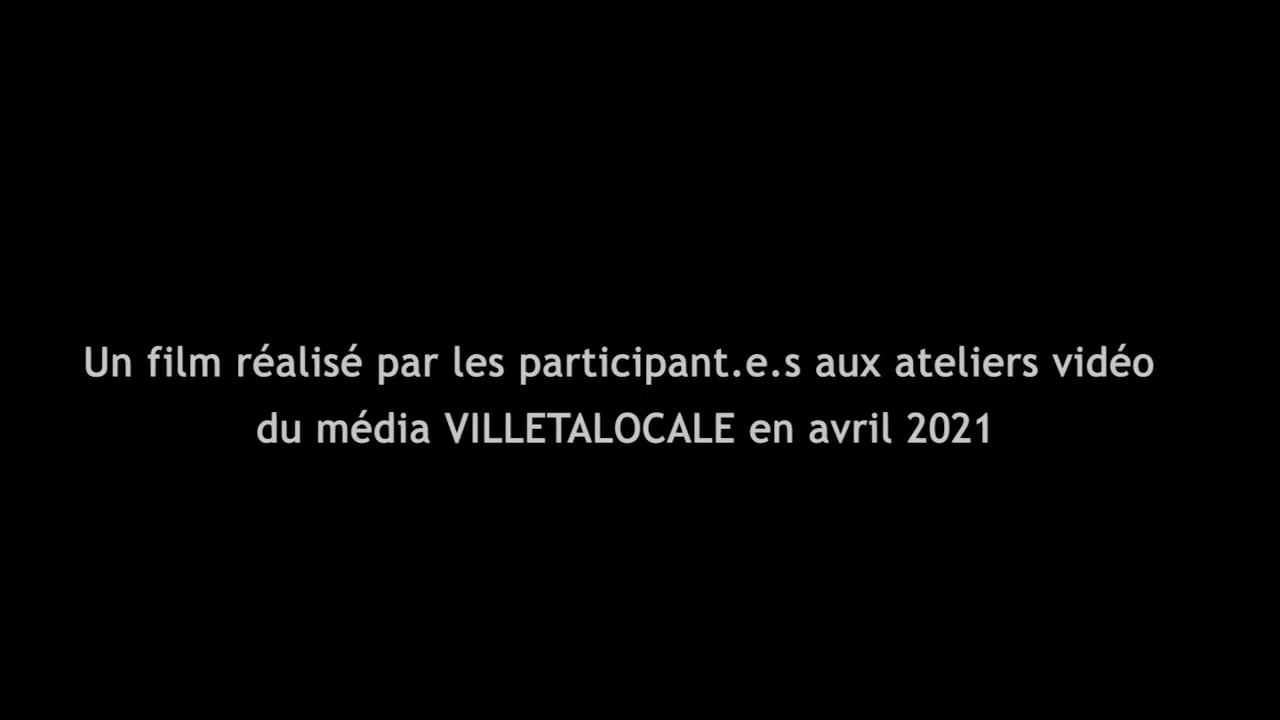 Un film réalisé par les participant.e.s aux ateliers vidéo
du média VILLETALOCALE en avril 2021